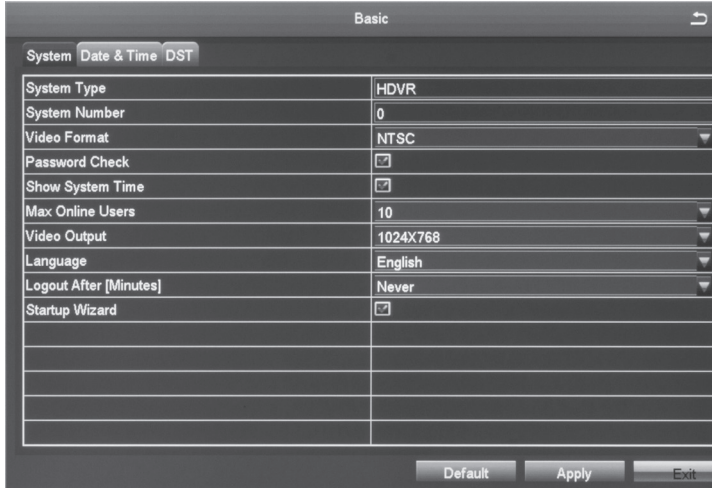 Basic
System Date & Time DST
System Type HDVR
System Number 0
Video Format NTSC
Password Check
Show System Time
Max Online Users 10
Video Output 1024X768
Language English
Logout After [Minutes] Never
Startup Wizard
Default Apply Exit